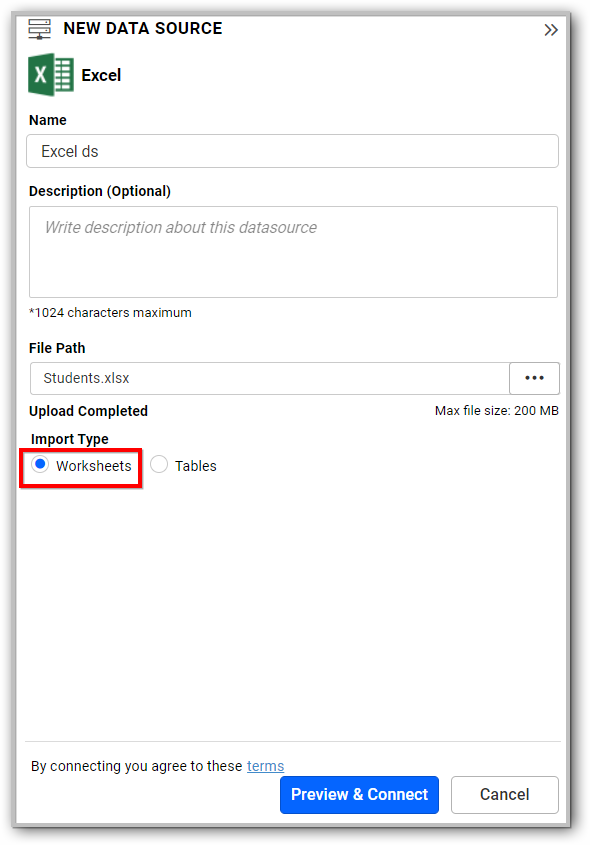 NEW DATA SOURCE
Excel
Name
Excel ds
Description (Optional)
Write description about this datasource
*1024 characters maximum
File Path
Students.xlsx
Upload Completed Max file size: 200 MB
Import Type
Worksheets Tables
By connecting you agree to these terms
Preview & Connect Cancel